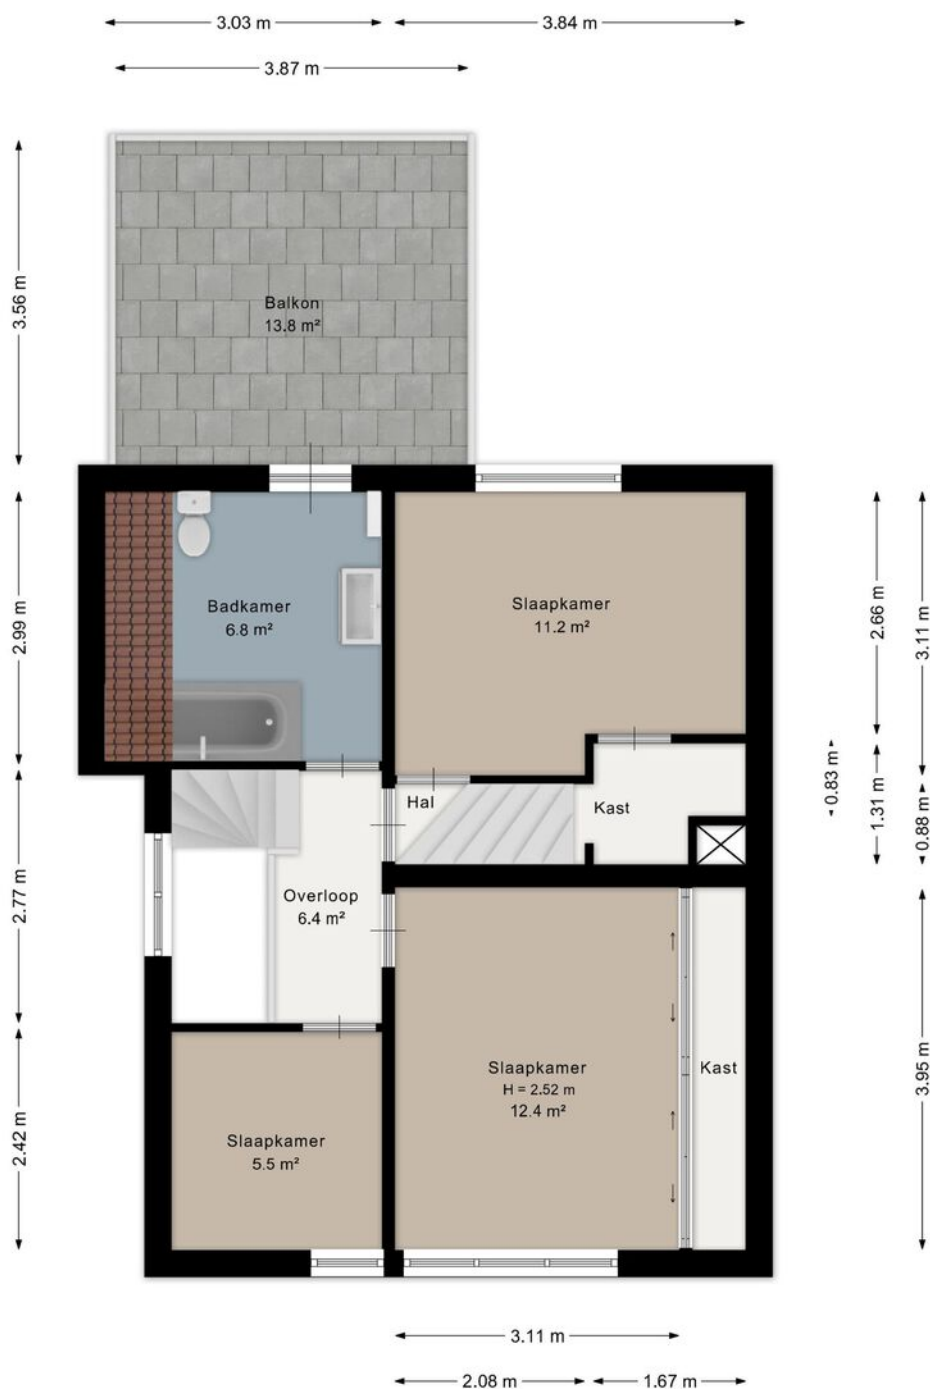 3.03 m
3.84 m
3.87 m
3.56 m
Balkon
13.8 m²
2.99 m
Badkamer
6.8 m²
Slaapkamer
11.2 m²
2.66 m
3.11 m
Hal
Kast
0.83 m
1.31 m
0.88 m
2.77 m
Overloop
6.4 m²
Slaapkamer
H = 2.52 m
12.4 m²
Kast
3.95 m
2.42 m
Slaapkamer
5.5 m²
3.11 m
2.08 m
1.67 m